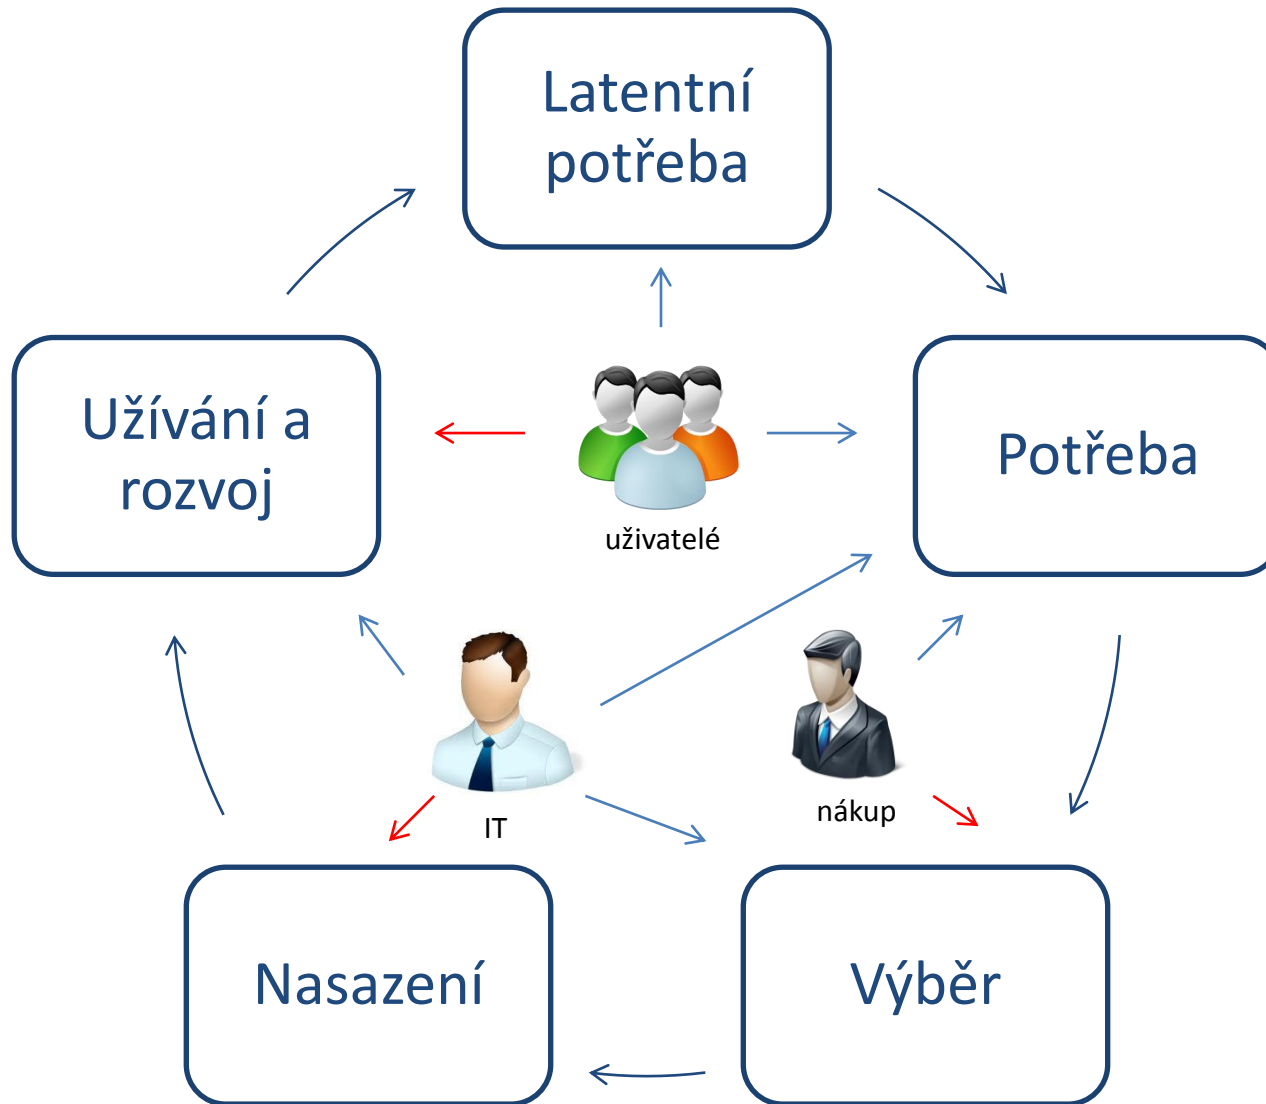 Latentní
potřeba
Užívání a
rozvoj
Potřeba
uživatelé
IT
nákup
Nasazení
Výběr